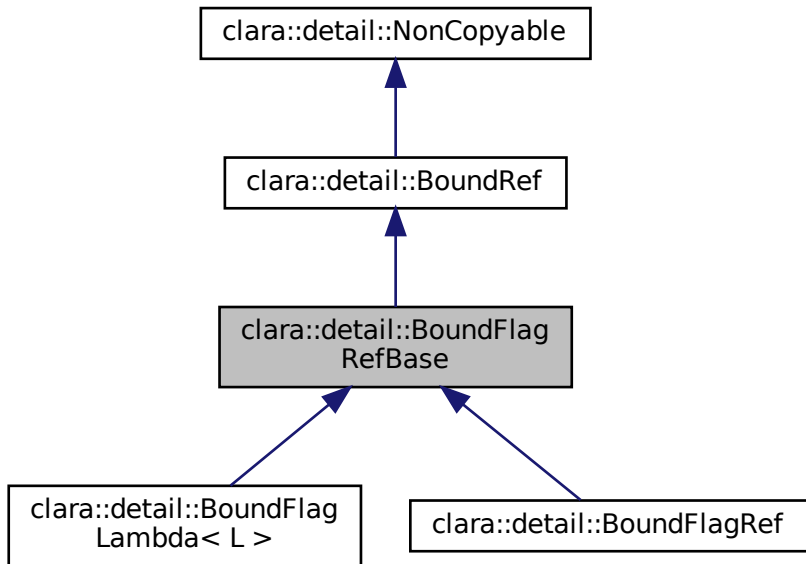 clara::detail::NonCopyable
clara::detail::BoundRef
clara::detail::BoundFlag
RefBase
clara::detail::BoundFlag
Lambda< L >
clara::detail::BoundFlagRef